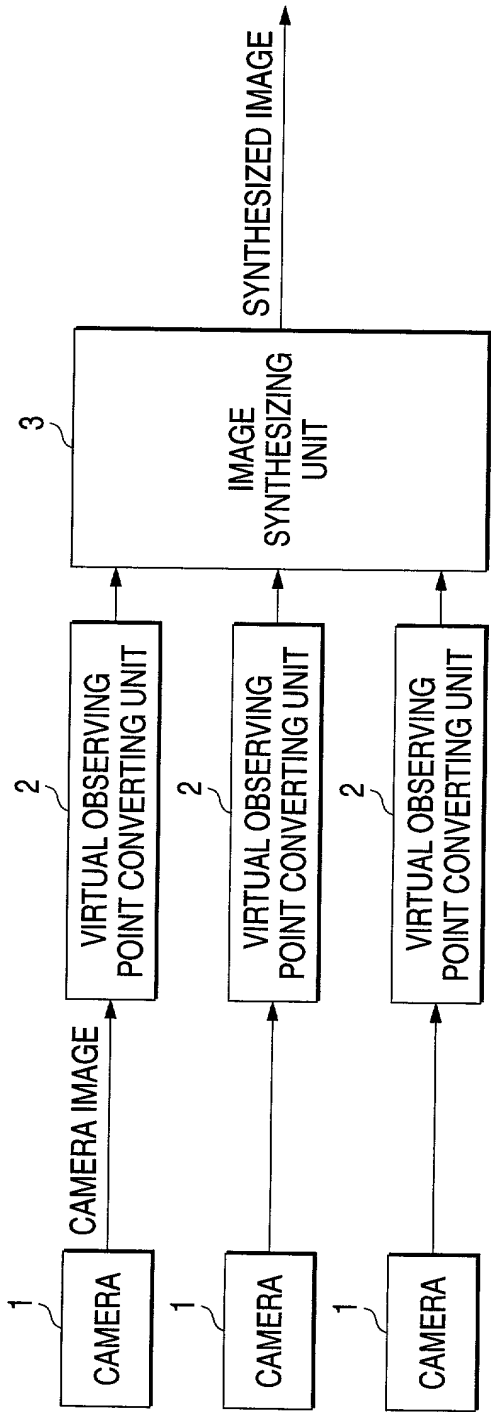 1
CAMERA
CAMERA IMAGE
2
VIRTUAL OBSERVING
POINT CONVERTING UNIT
1
CAMERA
2
VIRTUAL OBSERVING
POINT CONVERTING UNIT
1
CAMERA
2
VIRTUAL OBSERVING
POINT CONVERTING UNIT
3
IMAGE
SYNTHESIZING
UNIT
SYNTHESIZED IMAGE